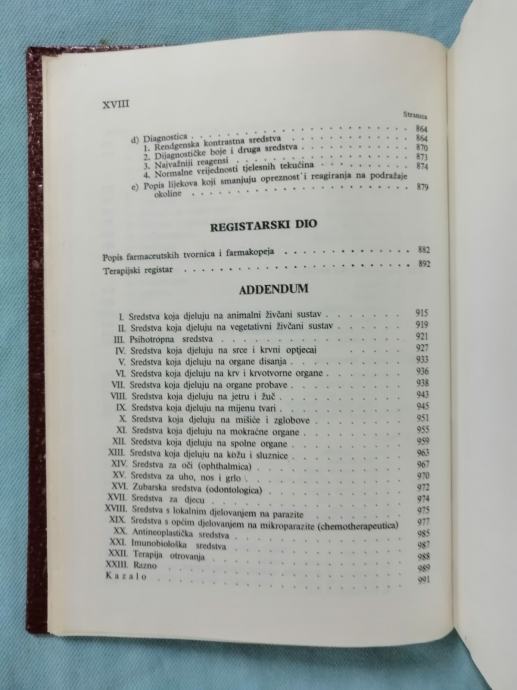 XVIII
Stranica
d) Diagnostica 864
1. Rendgenska kontrastna sredstva 864
2. Dijagnostičke boje i druga sredstva 870
3. Najvažniji reagensi 873
4. Normalne vrijednosti tjelesnih tekućina 874
e) Popis lijekova koji smanjuju opreznost i reagiranja na podražaje
okoline 879
REGISTARSKI DIO
Popis farmaceutskih tvornica i farmakopeja 882
Terapijski registar 892
ADDENDUM
I. Sredstva koja djeluju na animalni živčani sustav 915
II. Sredstva koja djeluju na vegetativni živčani sustav 919
III. Psihotropna sredstva 921
IV. Sredstva koja djeluju na srce i krvni optjecaj 927
V. Sredstva koja djeluju na organe disanja 933
VI. Sredstva koja djeluju na krv i krvotvorne organe 936
VII. Sredstva koja djeluju na organe probave 938
VIII. Sredstva koja djeluju na jetru i žuč 943
IX. Sredstva koja djeluju na mijenu tvari 945
X. Sredstva koja djeluju na mišiće i zglobove 951
XI. Sredstva koja djeluju na mokraćne organe 955
XII. Sredstva koja djeluju na spolne organe 959
XIII. Sredstva koja djeluju na kožu i sluznice 963
XIV. Sredstva za oči (ophthalmica) 967
XV. Sredstva za uho, nos i grlo 970
XVI. Zubarska sredstva (odontologica) 972
XVII. Sredstva za djecu 974
XVIII. Sredstva s lokalnim djelovanjem na parazite 975
XIX. Sredstva s općim djelovanjem na mikroparazite (chemotherapeutica) 977
XX. Antineoplastička sredstva 985
XXI. Imunobiološka sredstva 987
XXII. Terapija otrovanja 988
XXIII. Razno 989
Kazalo 991